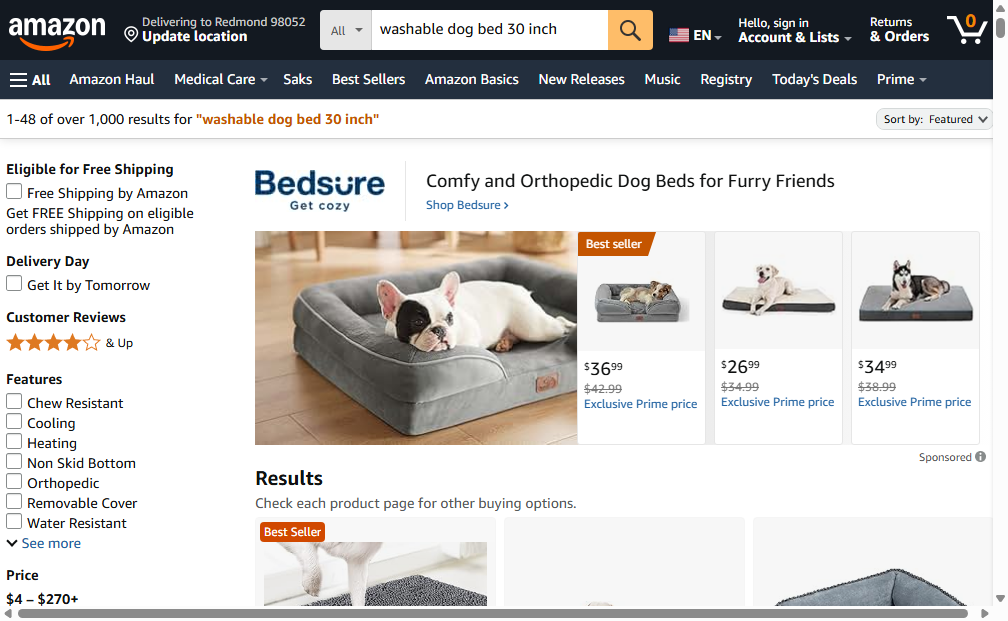 amazon
Delivering to Redmond 98052
Update location
All
washable dog bed 30 inch
EN
Hello, sign in
Account & Lists
Returns
& Orders
0
All
Amazon Haul
Medical Care
Saks
Best Sellers
Amazon Basics
New Releases
Music
Registry
Today's Deals
Prime
1-48 of over 1,000 results for "washable dog bed 30 inch"
Sort by: Featured
Eligible for Free Shipping
Free Shipping by Amazon
Get FREE Shipping on eligible
orders shipped by Amazon
Delivery Day
Get It by Tomorrow
Customer Reviews
& Up
Features
Chew Resistant
Cooling
Heating
Non Skid Bottom
Orthopedic
Removable Cover
Water Resistant
See more
Price
$4 – $270+
Bedsure
Get cozy
Comfy and Orthopedic Dog Beds for Furry Friends
Shop Bedsure
Best seller
$36.99
$42.99
Exclusive Prime price
$26.99
$34.99
Exclusive Prime price
$34.99
$38.99
Exclusive Prime price
Sponsored
Results
Check each product page for other buying options.
Best Seller